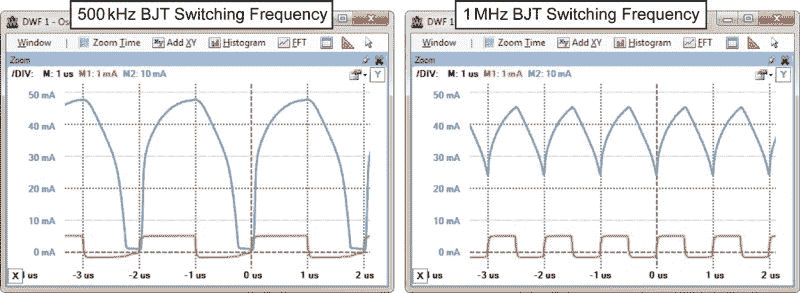 500 kHz BJT Switching Frequency
DWF 1 - Os
Window Zoom Time Add XY Histogram FFT
Zoom
/DIV: M: 1 us M1: 1 mA M2: 10 mA Y
50 mA
40 mA
30 mA
20 mA
10 mA
0 mA
X us -3 us -2 us -1 us 0 us 1 us 2 us
1 MHz BJT Switching Frequency
DWF 1
Window Zoom Time Add XY Histogram FFT
Zoom
/DIV: M: 1 us M1: 1 mA M2: 10 mA Y
50 mA
40 mA
30 mA
20 mA
10 mA
0 mA
X us -3 us -2 us -1 us 0 us 1 us 2 us